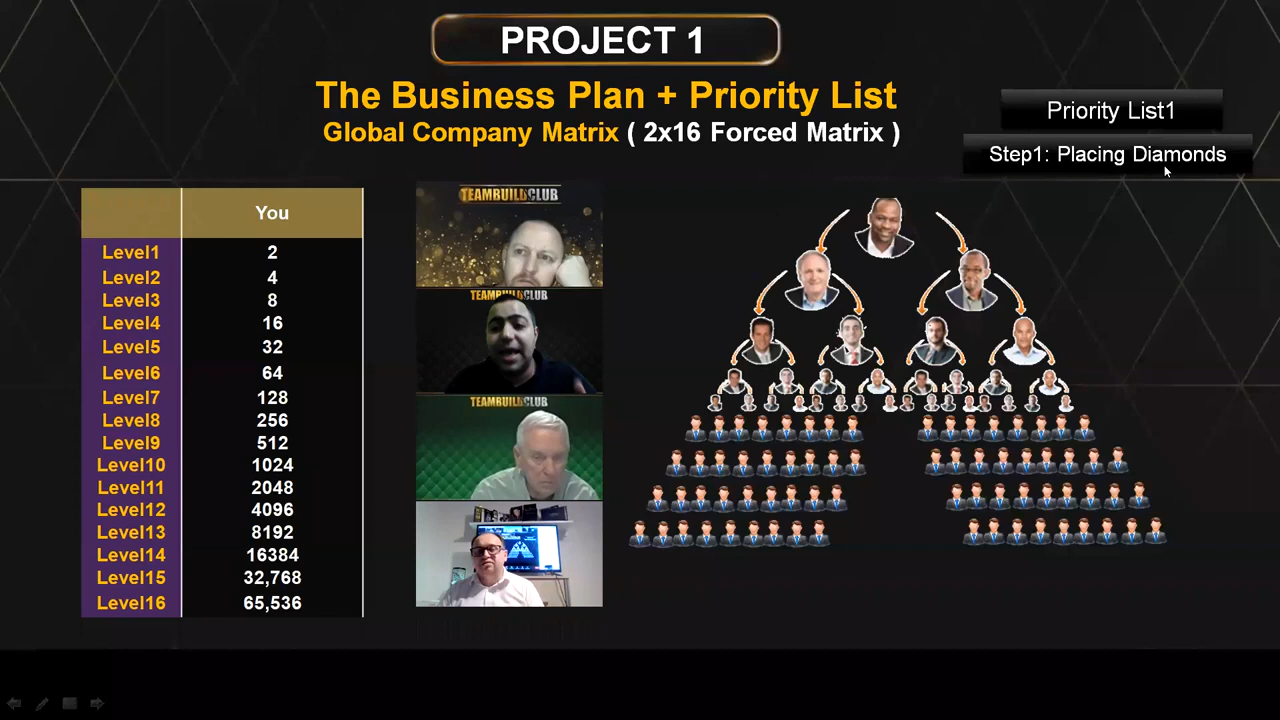 PROJECT 1
The Business Plan + Priority List
Global Company Matrix ( 2x16 Forced Matrix )
Priority List1
Step1: Placing Diamonds
You
Level1 2
Level2 4
Level3 8
Level4 16
Level5 32
Level6 64
Level7 128
Level8 256
Level9 512
Level10 1024
Level11 2048
Level12 4096
Level13 8192
Level14 16384
Level15 32,768
Level16 65,536
TEAMBUILDCLUB
TEAMBUILDCLUB
TEAMBUILDCLUB